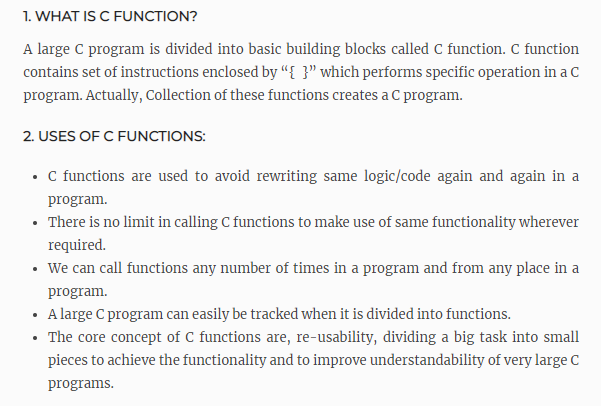 1. WHAT IS C FUNCTION?
A large C program is divided into basic building blocks called C function. C function
contains set of instructions enclosed by “{  }” which performs specific operation in a C
program. Actually, Collection of these functions creates a C program.
2. USES OF C FUNCTIONS:
• C functions are used to avoid rewriting same logic/code again and again in a
program.
• There is no limit in calling C functions to make use of same functionality wherever
required.
• We can call functions any number of times in a program and from any place in a
program.
• A large C program can easily be tracked when it is divided into functions.
• The core concept of C functions are, re-usability, dividing a big task into small
pieces to achieve the functionality and to improve understandability of very large C
programs.